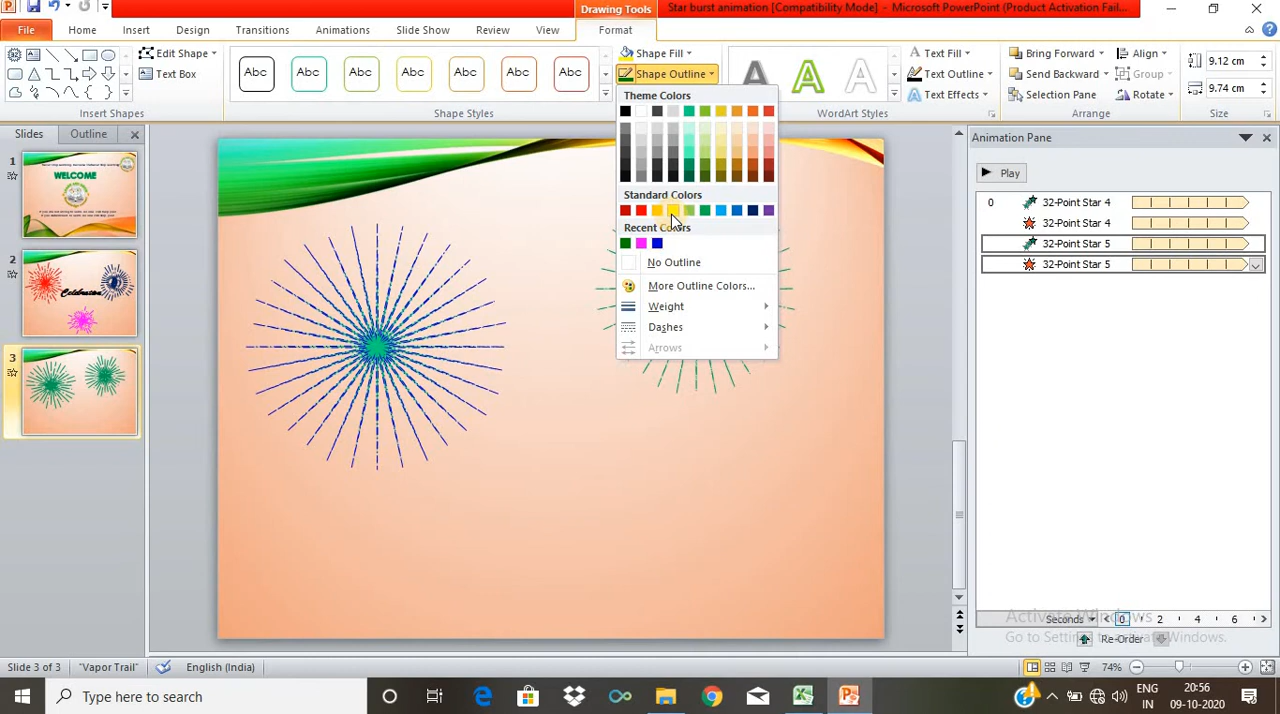 Drawing Tools
Star burst animation [Compatibility Mode] - Microsoft PowerPoint (Product Activation Fail...
File Home Insert Design Transitions Animations Slide Show Review View Format
Edit Shape
Text Box
Insert Shapes
Abc Abc Abc Abc Abc Abc Abc
Shape Styles
Shape Fill
Shape Outline
A A A
WordArt Styles
Text Fill
Text Outline
Text Effects
Bring Forward
Send Backward
Selection Pane
Align
Group
Rotate
Arrange
9.12 cm
9.74 cm
Size
Slides Outline
1
WELCOME
2
Celebration
3
Theme Colors
Standard Colors
Recent Colors
No Outline
More Outline Colors...
Weight
Dashes
Arrows
Animation Pane
Play
0 32-Point Star 4
32-Point Star 4
32-Point Star 5
32-Point Star 5
Seconds 0 2 4 6
Re-Order
Activate Windows
Go to Settings to activate Windows.
Slide 3 of 3 "Vapor Trail" English (India) 74%
Type here to search
ENG
IN
20:56
09-10-2020